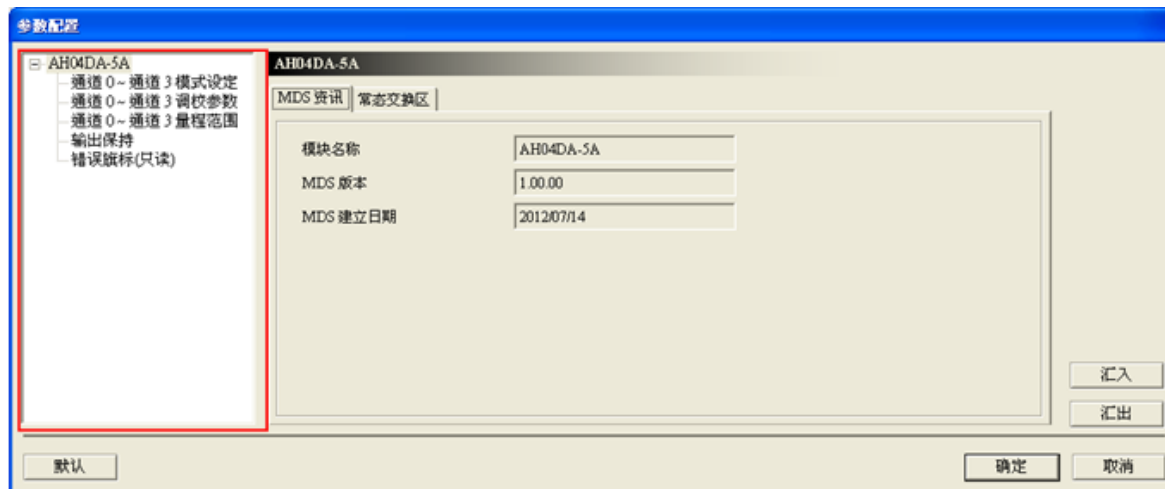 参数配置
AH04DA-5A
通道 0 ~ 通道 3 模式设定
通道 0 ~ 通道 3 调校参数
通道 0 ~ 通道 3 量程范围
输出保持
错误旗标(只读)
AH04DA-5A
MDS 资讯 常态交换区
模块名称 AH04DA-5A
MDS 版本 1.00.00
MDS 建立日期 2012/07/14
汇入
汇出
默认 确定 取消